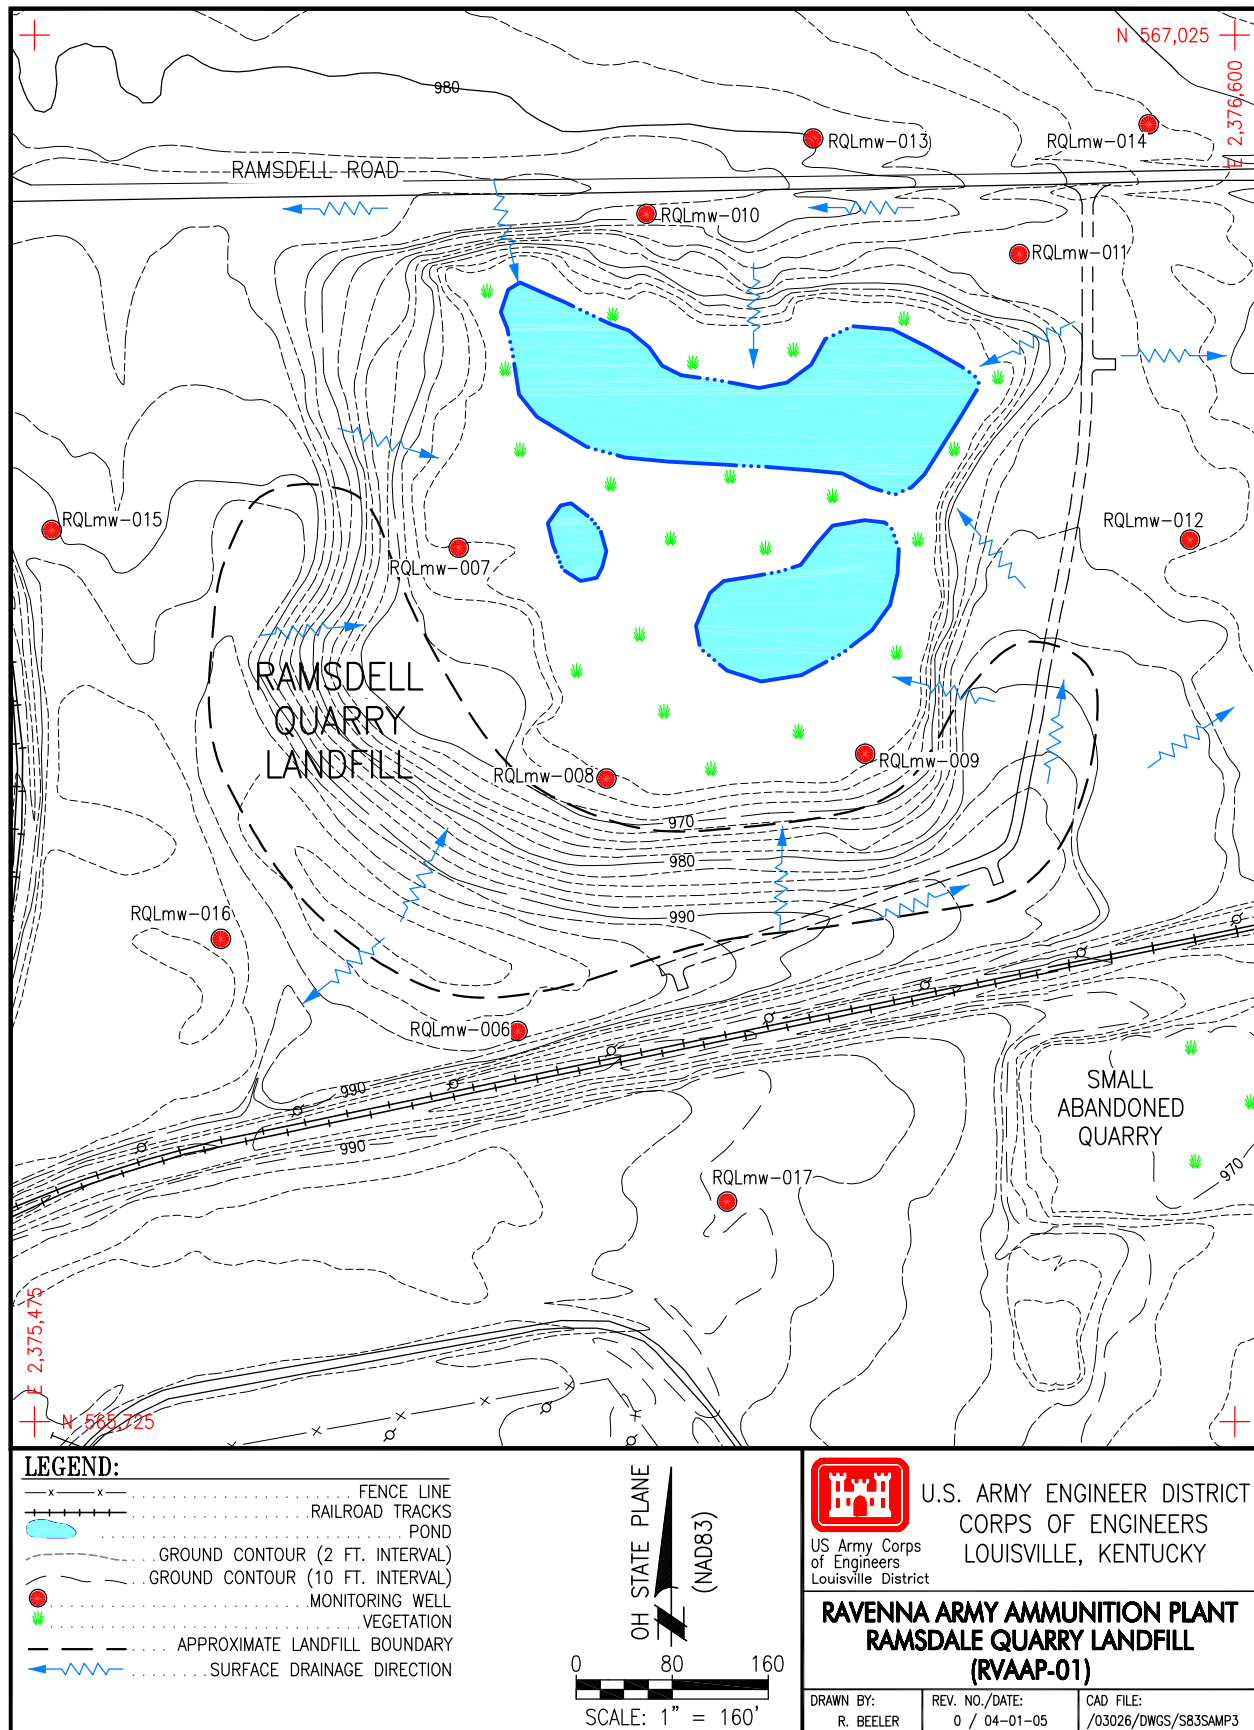 N 567,025
E 2,376,600
980
RQLmw-013
RQLmw-014
RAMSDELL ROAD
RQLmw-010
RQLmw-011
RQLmw-015
RQLmw-012
RQLmw-007
RAMSDELL
QUARRY
LANDFILL
RQLmw-008
RQLmw-009
970
980
990
RQLmw-016
RQLmw-006
990
990
SMALL
ABANDONED
QUARRY
970
RQLmw-017
E 2,375,475
N 565,725
LEGEND:
FENCE LINE
RAILROAD TRACKS
POND
GROUND CONTOUR (2 FT. INTERVAL)
GROUND CONTOUR (10 FT. INTERVAL)
MONITORING WELL
VEGETATION
APPROXIMATE LANDFILL BOUNDARY
SURFACE DRAINAGE DIRECTION
OH STATE PLANE
(NAD83)
0 80 160
SCALE: 1" = 160'
US Army Corps
of Engineers
Louisville District
U.S. ARMY ENGINEER DISTRICT
CORPS OF ENGINEERS
LOUISVILLE, KENTUCKY
RAVENNA ARMY AMMUNITION PLANT
RAMSDALE QUARRY LANDFILL
(RVAAP-01)
DRAWN BY:
R. BEELER
REV. NO./DATE:
0 / 04-01-05
CAD FILE:
/03026/DWGS/S83SAMP3